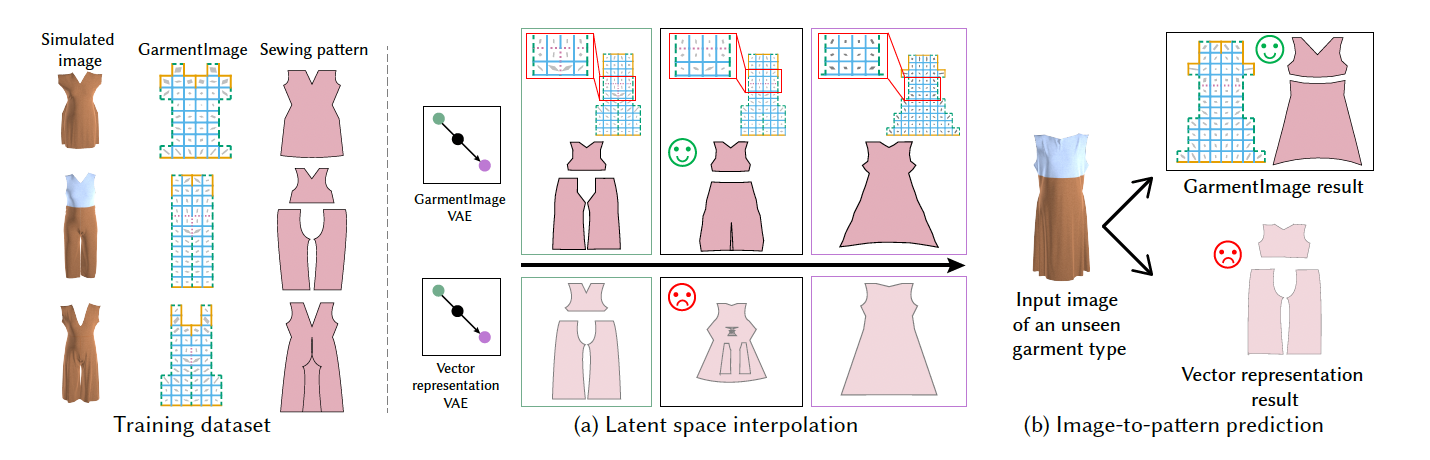 Simulated
image
GarmentImage
Sewing pattern
Training dataset
GarmentImage
VAE
Vector
representation
VAE
(a) Latent space interpolation
Input image
of an unseen
garment type
GarmentImage result
Vector representation
result
(b) Image-to-pattern prediction